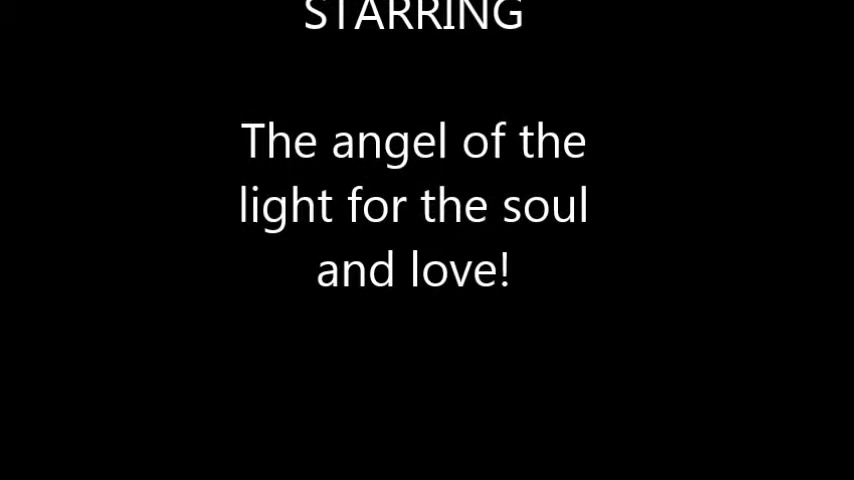 STARRING
The angel of the
light for the soul
and love!